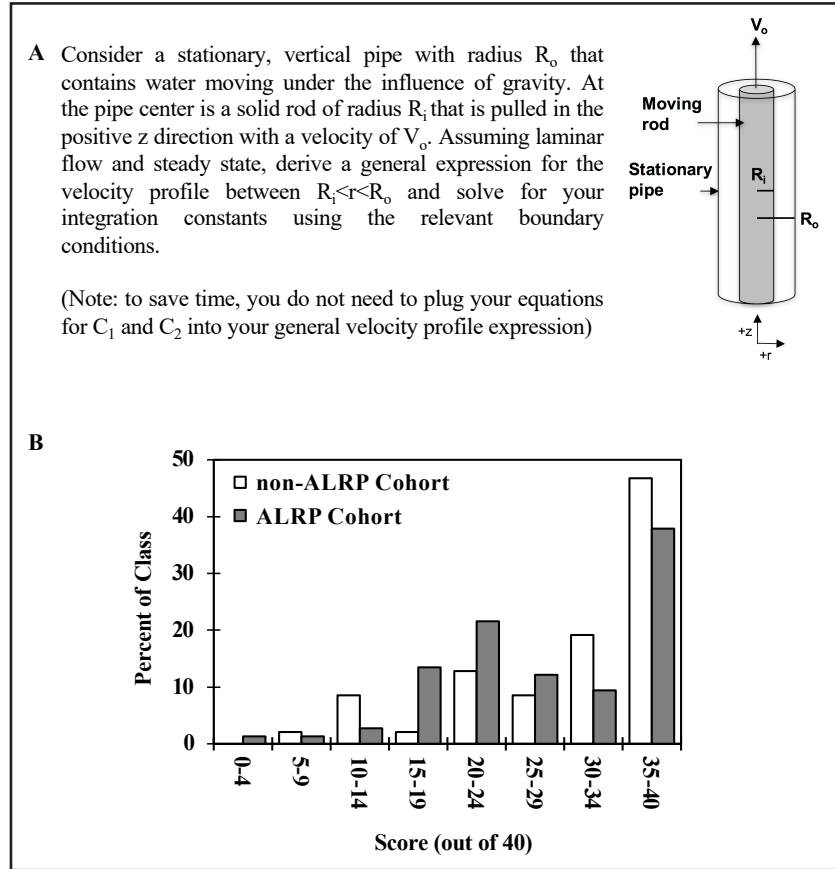 A Consider a stationary, vertical pipe with radius Ro that
contains water moving under the influence of gravity. At
the pipe center is a solid rod of radius Ri that is pulled in the
positive z direction with a velocity of Vo. Assuming laminar
flow and steady state, derive a general expression for the
velocity profile between Ri<r<Ro and solve for your
integration constants using the relevant boundary
conditions.
(Note: to save time, you do not need to plug your equations
for C1 and C2 into your general velocity profile expression)
Vo
Moving
rod
Stationary
pipe
Ri
Ro
+z
+r
B
50
40
30
20
10
0
Percent of Class
non-ALRP Cohort
ALRP Cohort
0-4
5-9
10-14
15-19
20-24
25-29
30-34
35-40
Score (out of 40)